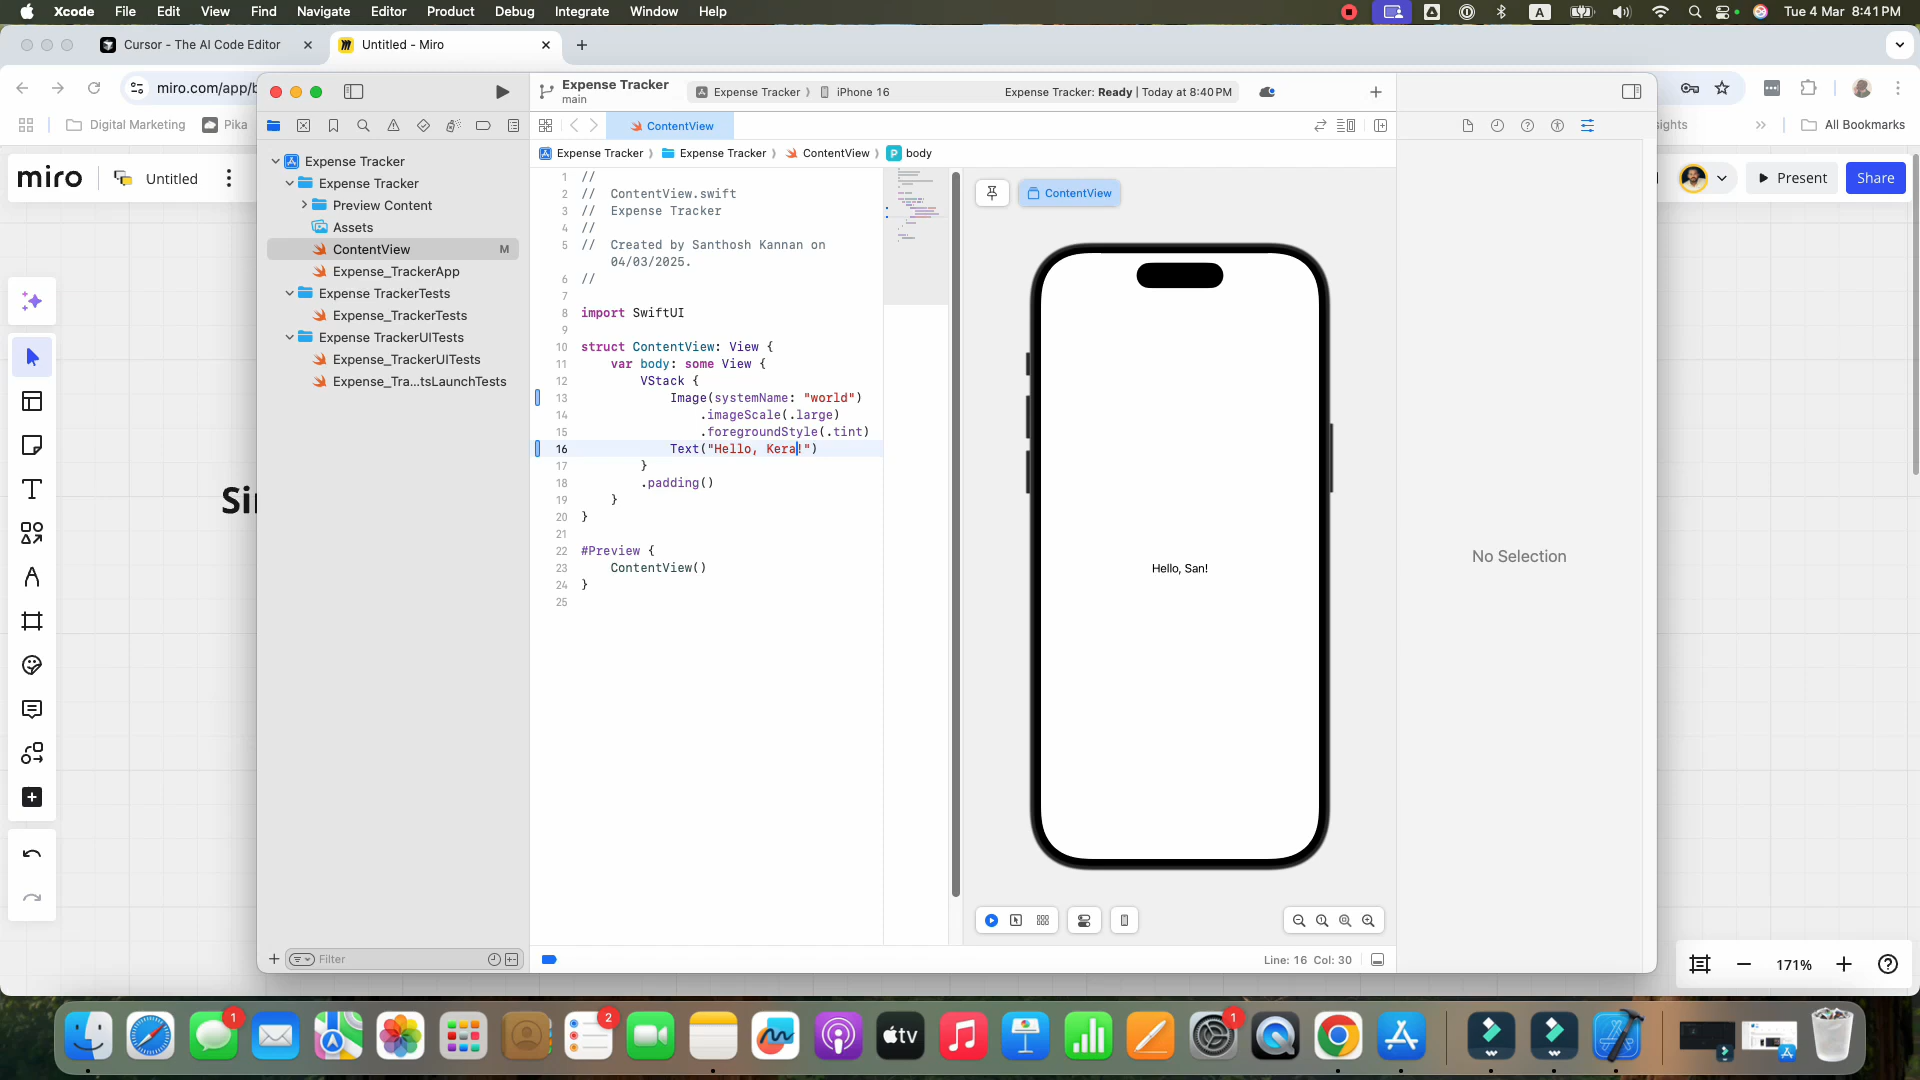 Xcode File Edit View Find Navigate Editor Product Debug Integrate Window Help
A
Tue 4 Mar 8:41 PM
Cursor - The AI Code Editor
Untitled - Miro
miro.com/app/b
Digital Marketing
Pika
sights
All Bookmarks
miro
Untitled
Present
Share
Expense Tracker
main
Expense Tracker
iPhone 16
Expense Tracker: Ready | Today at 8:40 PM
ContentView
Expense Tracker
Expense Tracker
ContentView
P body
Expense Tracker
Expense Tracker
Preview Content
Assets
ContentView M
Expense_TrackerApp
Expense TrackerTests
Expense_TrackerTests
Expense TrackerUITests
Expense_TrackerUITests
Expense_Tra...tsLaunchTests
1 //
2 // ContentView.swift
3 // Expense Tracker
4 //
5 // Created by Santhosh Kannan on
04/03/2025.
6 //
7
8 import SwiftUI
9
10 struct ContentView: View {
11 var body: some View {
12 VStack {
13 Image(systemName: "world")
14 .imageScale(.large)
15 .foregroundStyle(.tint)
16 Text("Hello, Kera!")
17 }
18 .padding()
19 }
20 }
21
22 #Preview {
23 ContentView()
24 }
25
ContentView
Hello, San!
No Selection
Sin
Filter
Line: 16 Col: 30
171%
1
2
tv
1